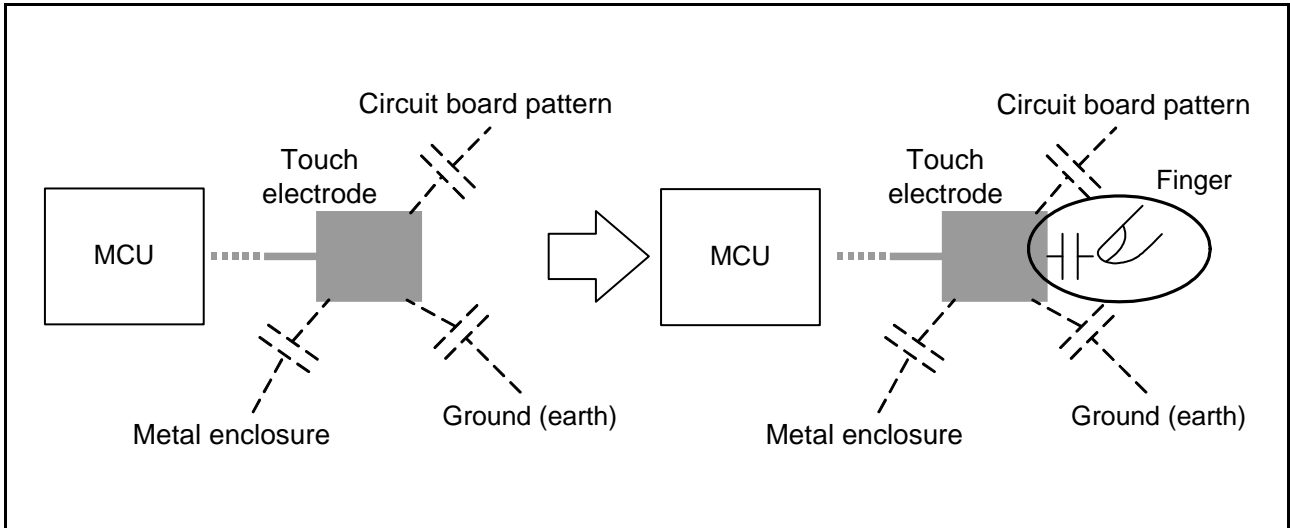 Circuit board pattern
Touch
electrode
MCU
Metal enclosure
Ground (earth)
Circuit board pattern
Touch
electrode
Finger
MCU
Metal enclosure
Ground (earth)